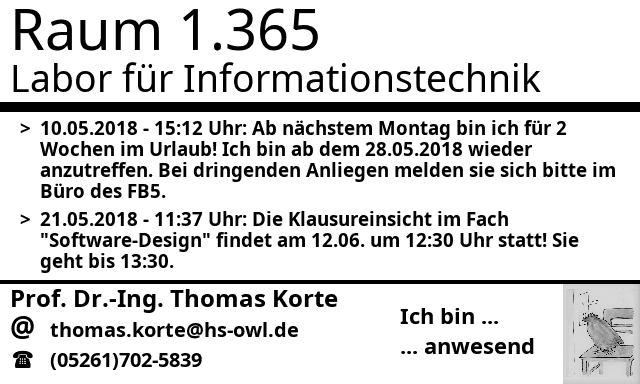 Raum 1.365
Labor für Informationstechnik
> 10.05.2018 - 15:12 Uhr: Ab nächstem Montag bin ich für 2
Wochen im Urlaub! Ich bin ab dem 28.05.2018 wieder
anzutreffen. Bei dringenden Anliegen melden sie sich bitte im
Büro des FB5.
> 21.05.2018 - 11:37 Uhr: Die Klausureinsicht im Fach
"Software-Design" findet am 12.06. um 12:30 Uhr statt! Sie
geht bis 13:30.
Prof. Dr.-Ing. Thomas Korte
@ thomas.korte@hs-owl.de
☎ (05261)702-5839
Ich bin ...
... anwesend